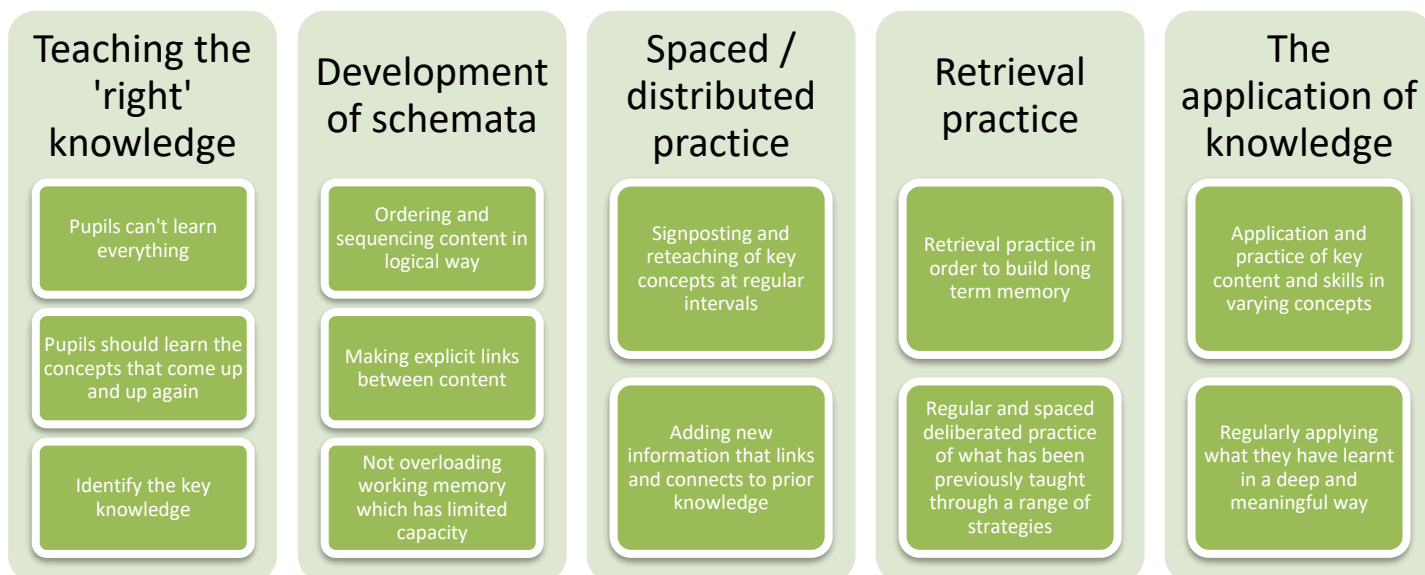 Teaching the
'right'
knowledge
Pupils can't learn
everything
Pupils should learn the
concepts that come up
and up again
Identify the key
knowledge
Development
of schemata
Ordering and
sequencing content in
logical way
Making explicit links
between content
Not overloading
working memory
which has limited
capacity
Spaced /
distributed
practice
Signposting and
reteaching of key
concepts at regular
intervals
Adding new
information that links
and connects to prior
knowledge
Retrieval
practice
Retrieval practice in
order to build long
term memory
Regular and spaced
deliberated practice
of what has been
previously taught
through a range of
strategies
The
application of
knowledge
Application and
practice of key
content and skills in
varying concepts
Regularly applying
what they have learnt
in a deep and
meaningful way